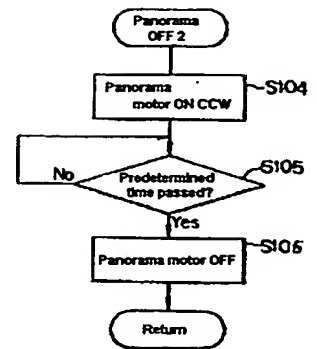 Panorama
OFF 2
Panorama
motor ON CCW
S104
No
Predetermined
time passed?
S105
Yes
Panorama motor OFF
S106
Return